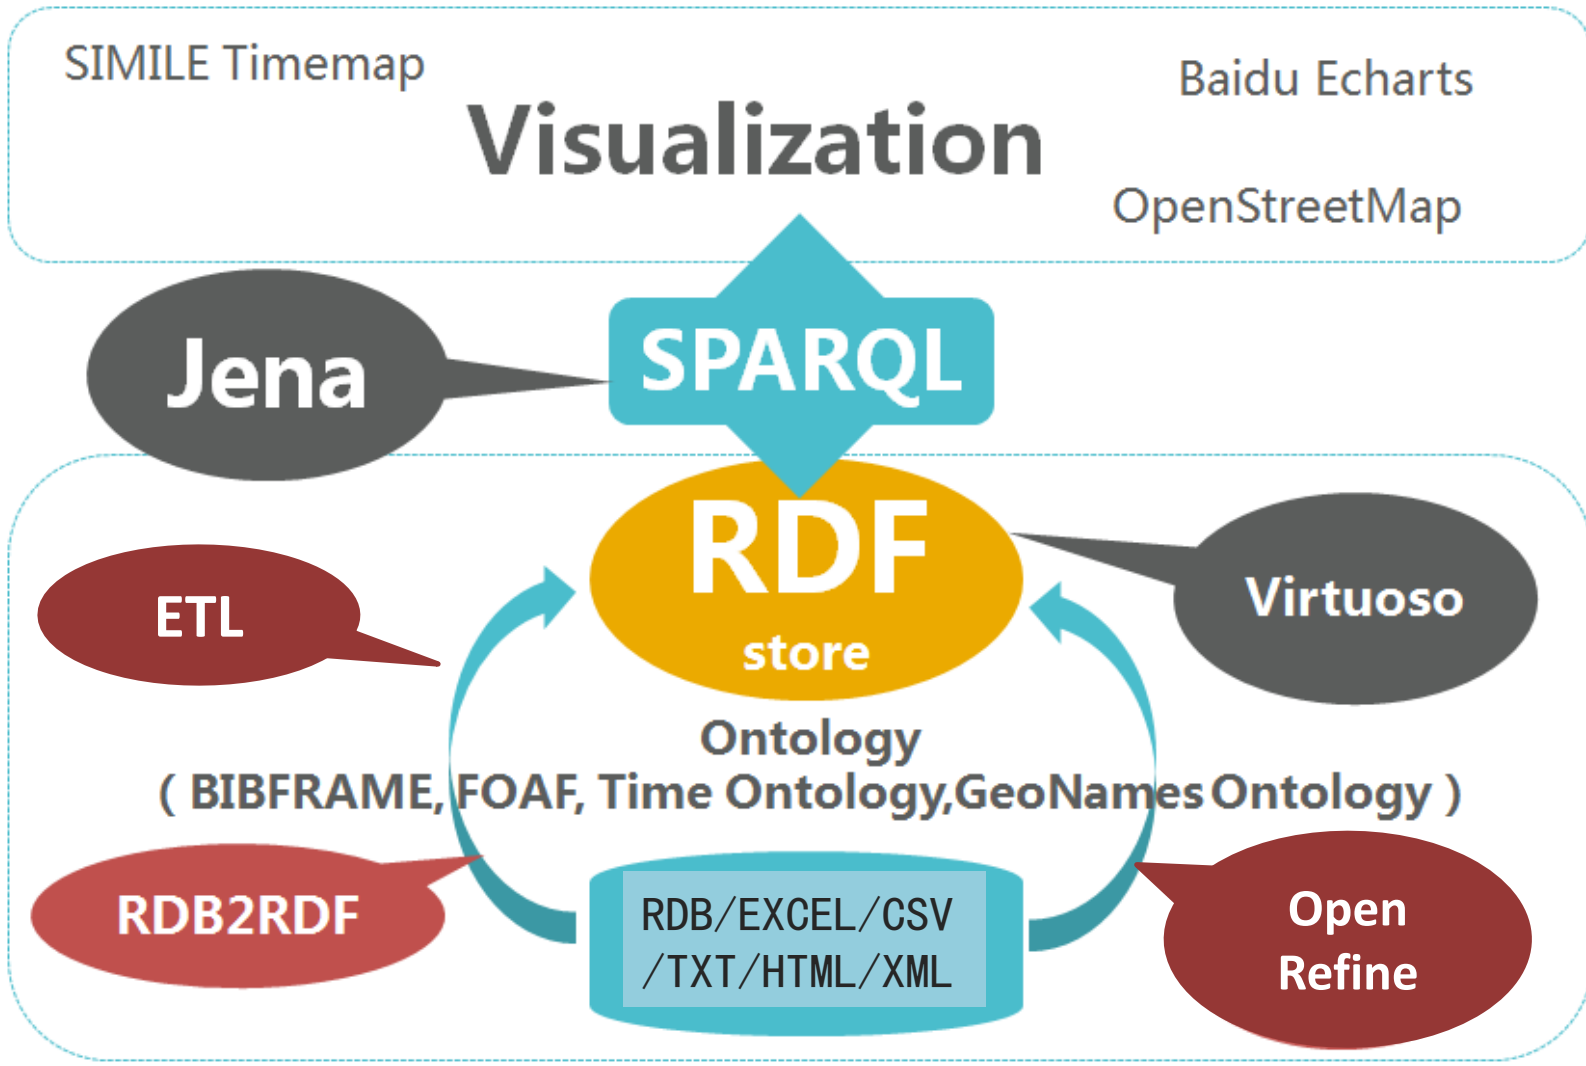 SIMILE Timemap
Baidu Echarts
Visualization
OpenStreetMap
Jena
SPARQL
RDF
store
ETL
Virtuoso
Ontology
( BIBFRAME, FOAF, Time Ontology,GeoNames Ontology )
RDB2RDF
RDB/EXCEL/CSV
/TXT/HTML/XML
Open
Refine